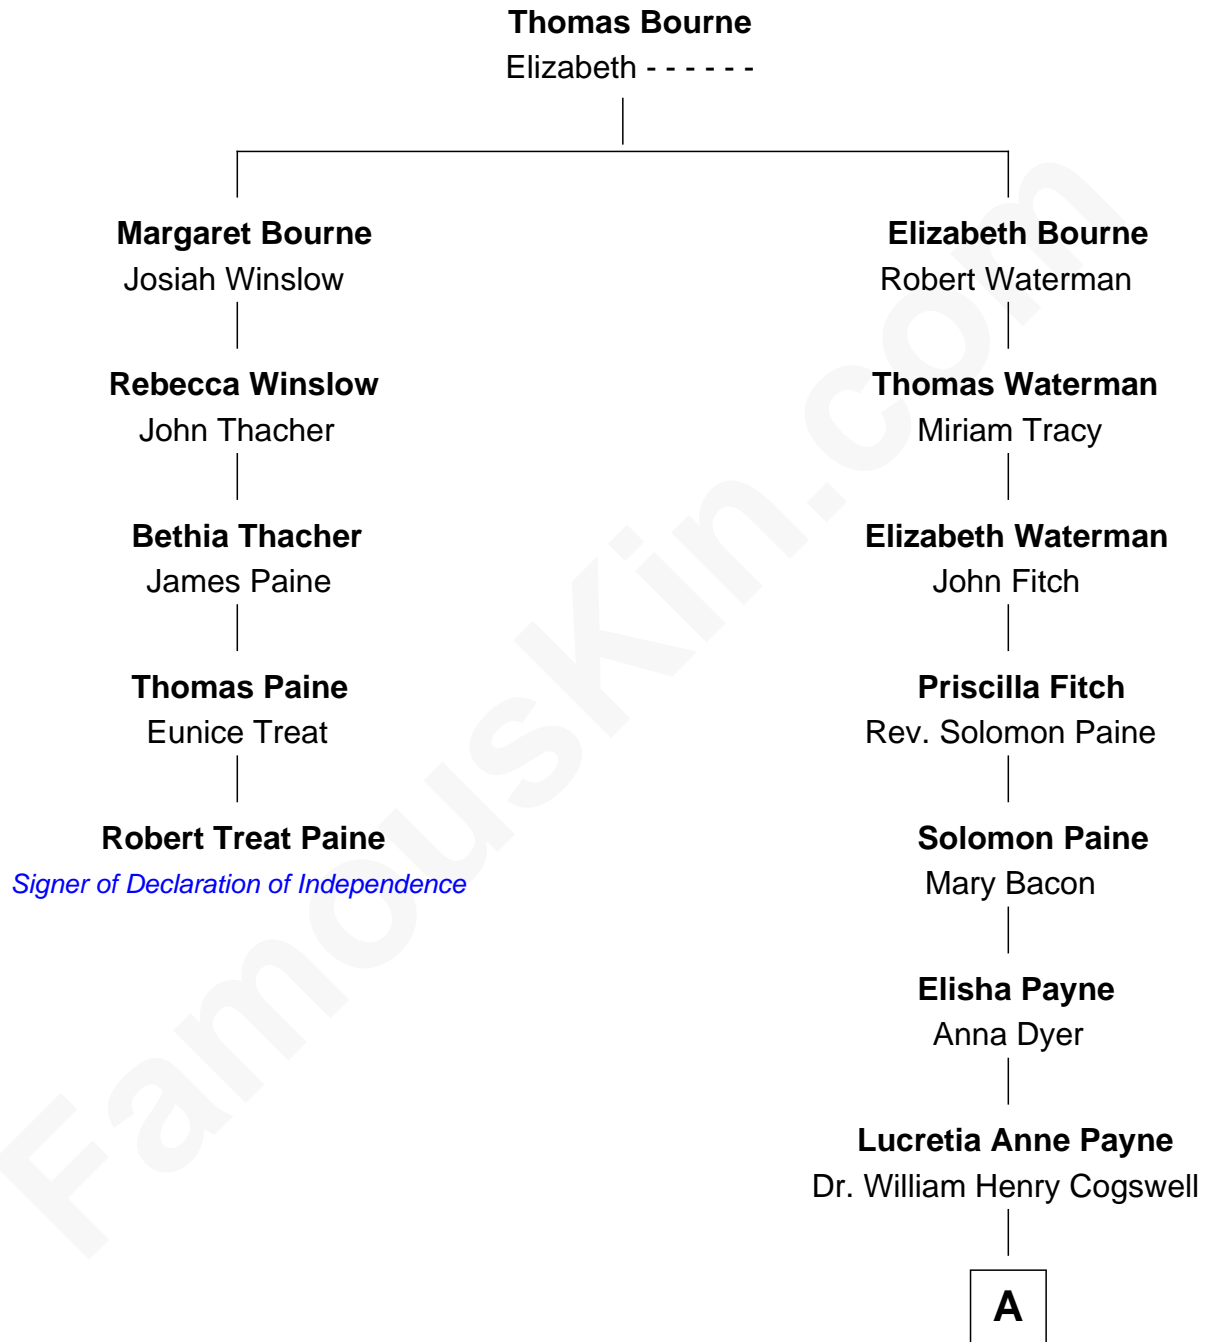 Thomas Bourne
Elizabeth - - - - - -
Margaret Bourne
Josiah Winslow
Elizabeth Bourne
Robert Waterman
Rebecca Winslow
John Thacher
Thomas Waterman
Miriam Tracy
Bethia Thacher
James Paine
Elizabeth Waterman
John Fitch
Thomas Paine
Eunice Treat
Priscilla Fitch
Rev. Solomon Paine
Robert Treat Paine
Signer of Declaration of Independence
Solomon Paine
Mary Bacon
Elisha Payne
Anna Dyer
Lucretia Anne Payne
Dr. William Henry Cogswell
A
FamousKin.com